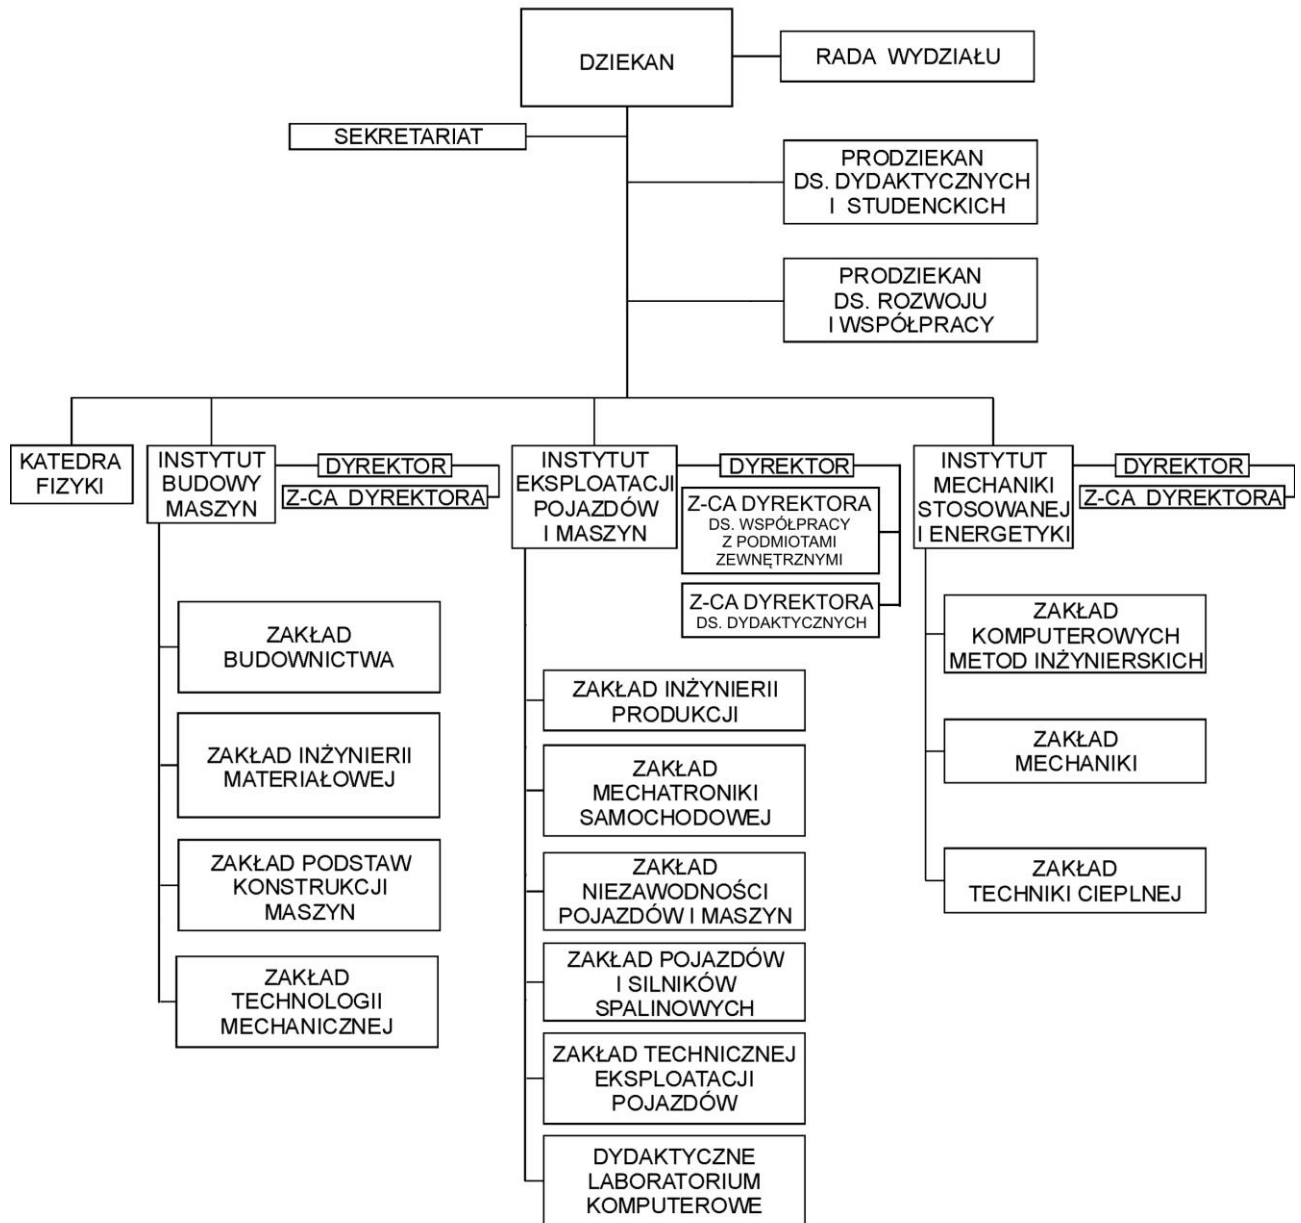 DZIEKAN
RADA WYDZIAŁU
SEKRETARIAT
PRODZIEKAN
DS. DYDAKTYCZNYCH
I STUDENCKICH
PRODZIEKAN
DS. ROZWOJU
I WSPÓŁPRACY
KATEDRA
FIZYKI
INSTYTUT
BUDOWY
MASZYN
DYREKTOR
Z-CA DYREKTORA
ZAKŁAD
BUDOWNICTWA
ZAKŁAD INŻYNIERII
MATERIAŁOWEJ
ZAKŁAD PODSTAW
KONSTRUKCJI
MASZYN
ZAKŁAD
TECHNOLOGII
MECHANICZNEJ
INSTYTUT
EKSPLOATACJI
POJAZDÓW
I MASZYN
DYREKTOR
Z-CA DYREKTORA
DS. WSPÓŁPRACY
Z PODMIOTAMI
ZEWNĘTRZNYMI
Z-CA DYREKTORA
DS. DYDAKTYCZNYCH
ZAKŁAD INŻYNIERII
PRODUKCJI
ZAKŁAD
MECHATRONIKI
SAMOCHODOWEJ
ZAKŁAD
NIEZAWODNOŚCI
POJAZDÓW I MASZYN
ZAKŁAD POJAZDÓW
I SILNIKÓW
SPALINOWYCH
ZAKŁAD TECHNICZNEJ
EKSPLOATACJI
POJAZDÓW
DYDAKTYCZNE
LABORATORIUM
KOMPUTEROWE
INSTYTUT
MECHANIKI
STOSOWANEJ
I ENERGETYKI
DYREKTOR
Z-CA DYREKTORA
ZAKŁAD
KOMPUTEROWYCH
METOD INŻYNIERSKICH
ZAKŁAD
MECHANIKI
ZAKŁAD
TECHNIKI CIEPLNEJ